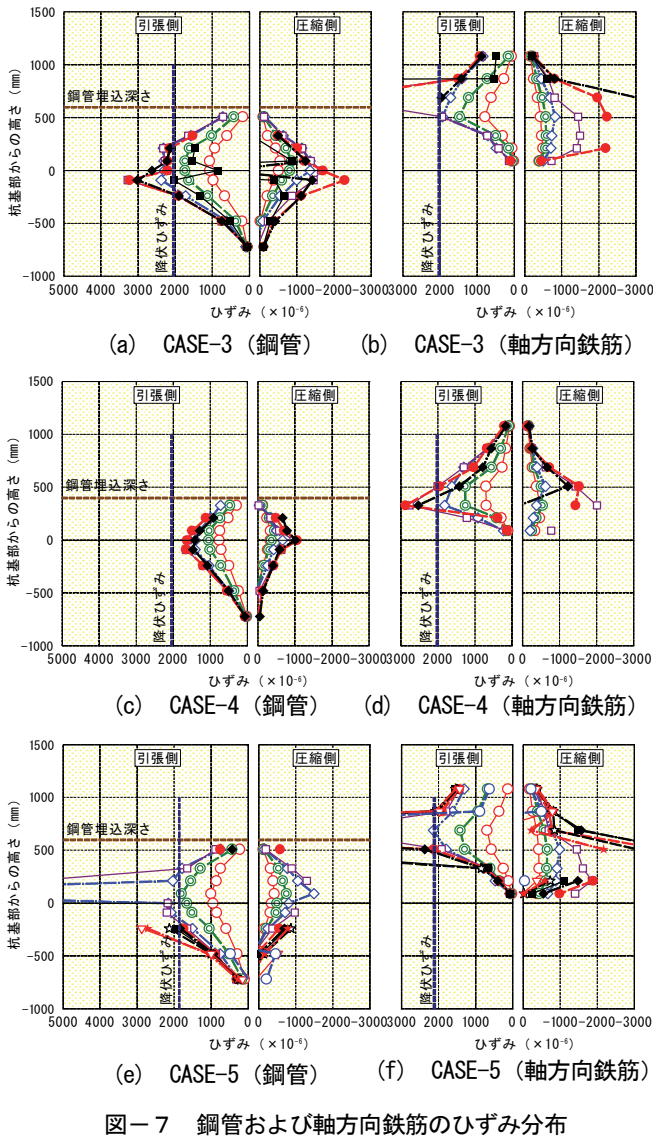 引張側 圧縮側 引張側 圧縮側
1500
1000
500
0
-500
-1000
杭基部からの高さ (mm)
鋼管埋込深さ
降伏ひずみ 降伏ひずみ
5000 4000 3000 2000 1000 0 0 -1000 -2000 -3000 3000 2000 1000 0 0 -1000 -2000 -3000
ひずみ (×10⁻⁶) ひずみ (×10⁻⁶)
(a) CASE-3 (鋼管) (b) CASE-3 (軸方向鉄筋)
引張側 圧縮側 引張側 圧縮側
1500
1000
500
0
-500
-1000
杭基部からの高さ (mm)
鋼管埋込深さ
降伏ひずみ 降伏ひずみ
5000 4000 3000 2000 1000 0 0 -1000 -2000 -3000 3000 2000 1000 0 0 -1000 -2000 -3000
ひずみ (×10⁻⁶) ひずみ (×10⁻⁶)
(c) CASE-4 (鋼管) (d) CASE-4 (軸方向鉄筋)
引張側 圧縮側 引張側 圧縮側
1500
1000
500
0
-500
-1000
杭基部からの高さ (mm)
鋼管埋込深さ
降伏ひずみ 降伏ひずみ
5000 4000 3000 2000 1000 0 0 -1000 -2000 -3000 3000 2000 1000 0 0 -1000 -2000 -3000
ひずみ (×10⁻⁶) ひずみ (×10⁻⁶)
(e) CASE-5 (鋼管) (f) CASE-5 (軸方向鉄筋)
図-7 鋼管および軸方向鉄筋のひずみ分布